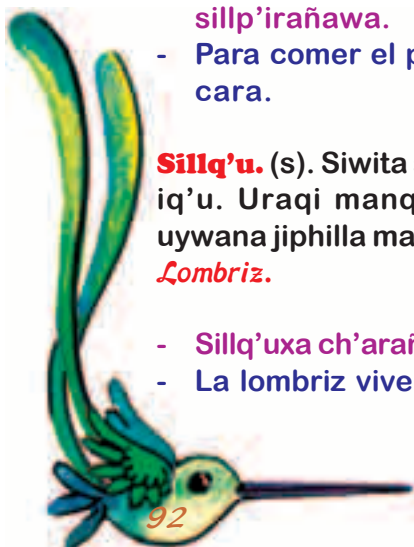 sillp'irañawa.
- Para comer el
cara.
Sillq'u. (s). Siwita
iq'u. Uraqi manq
uywana jiphilla ma
Lombriz.
- Sillq'uxa ch'arañ
- La lombriz vive
92